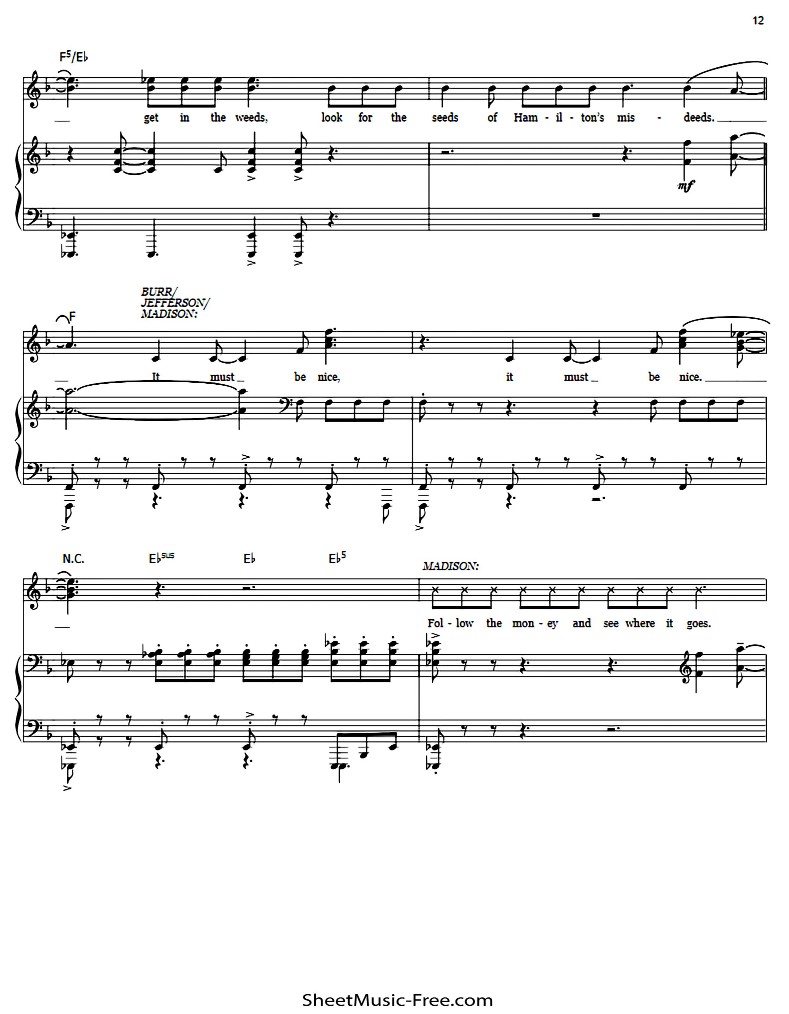 12
F5/E♭
get in the weeds, look for the seeds of Ham - il - ton's mis - deeds.
mf
F
BURR/
JEFFERSON/
MADISON:
It must be nice, it must be nice.
N.C. E♭sus E♭ E♭5
MADISON:
Fol - low the mon - ey and see where it goes.
SheetMusic-Free.com